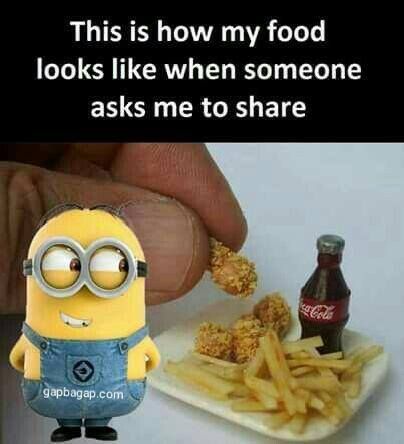 This is how my food
looks like when someone
asks me to share
Coca-Cola
gapbagap.com